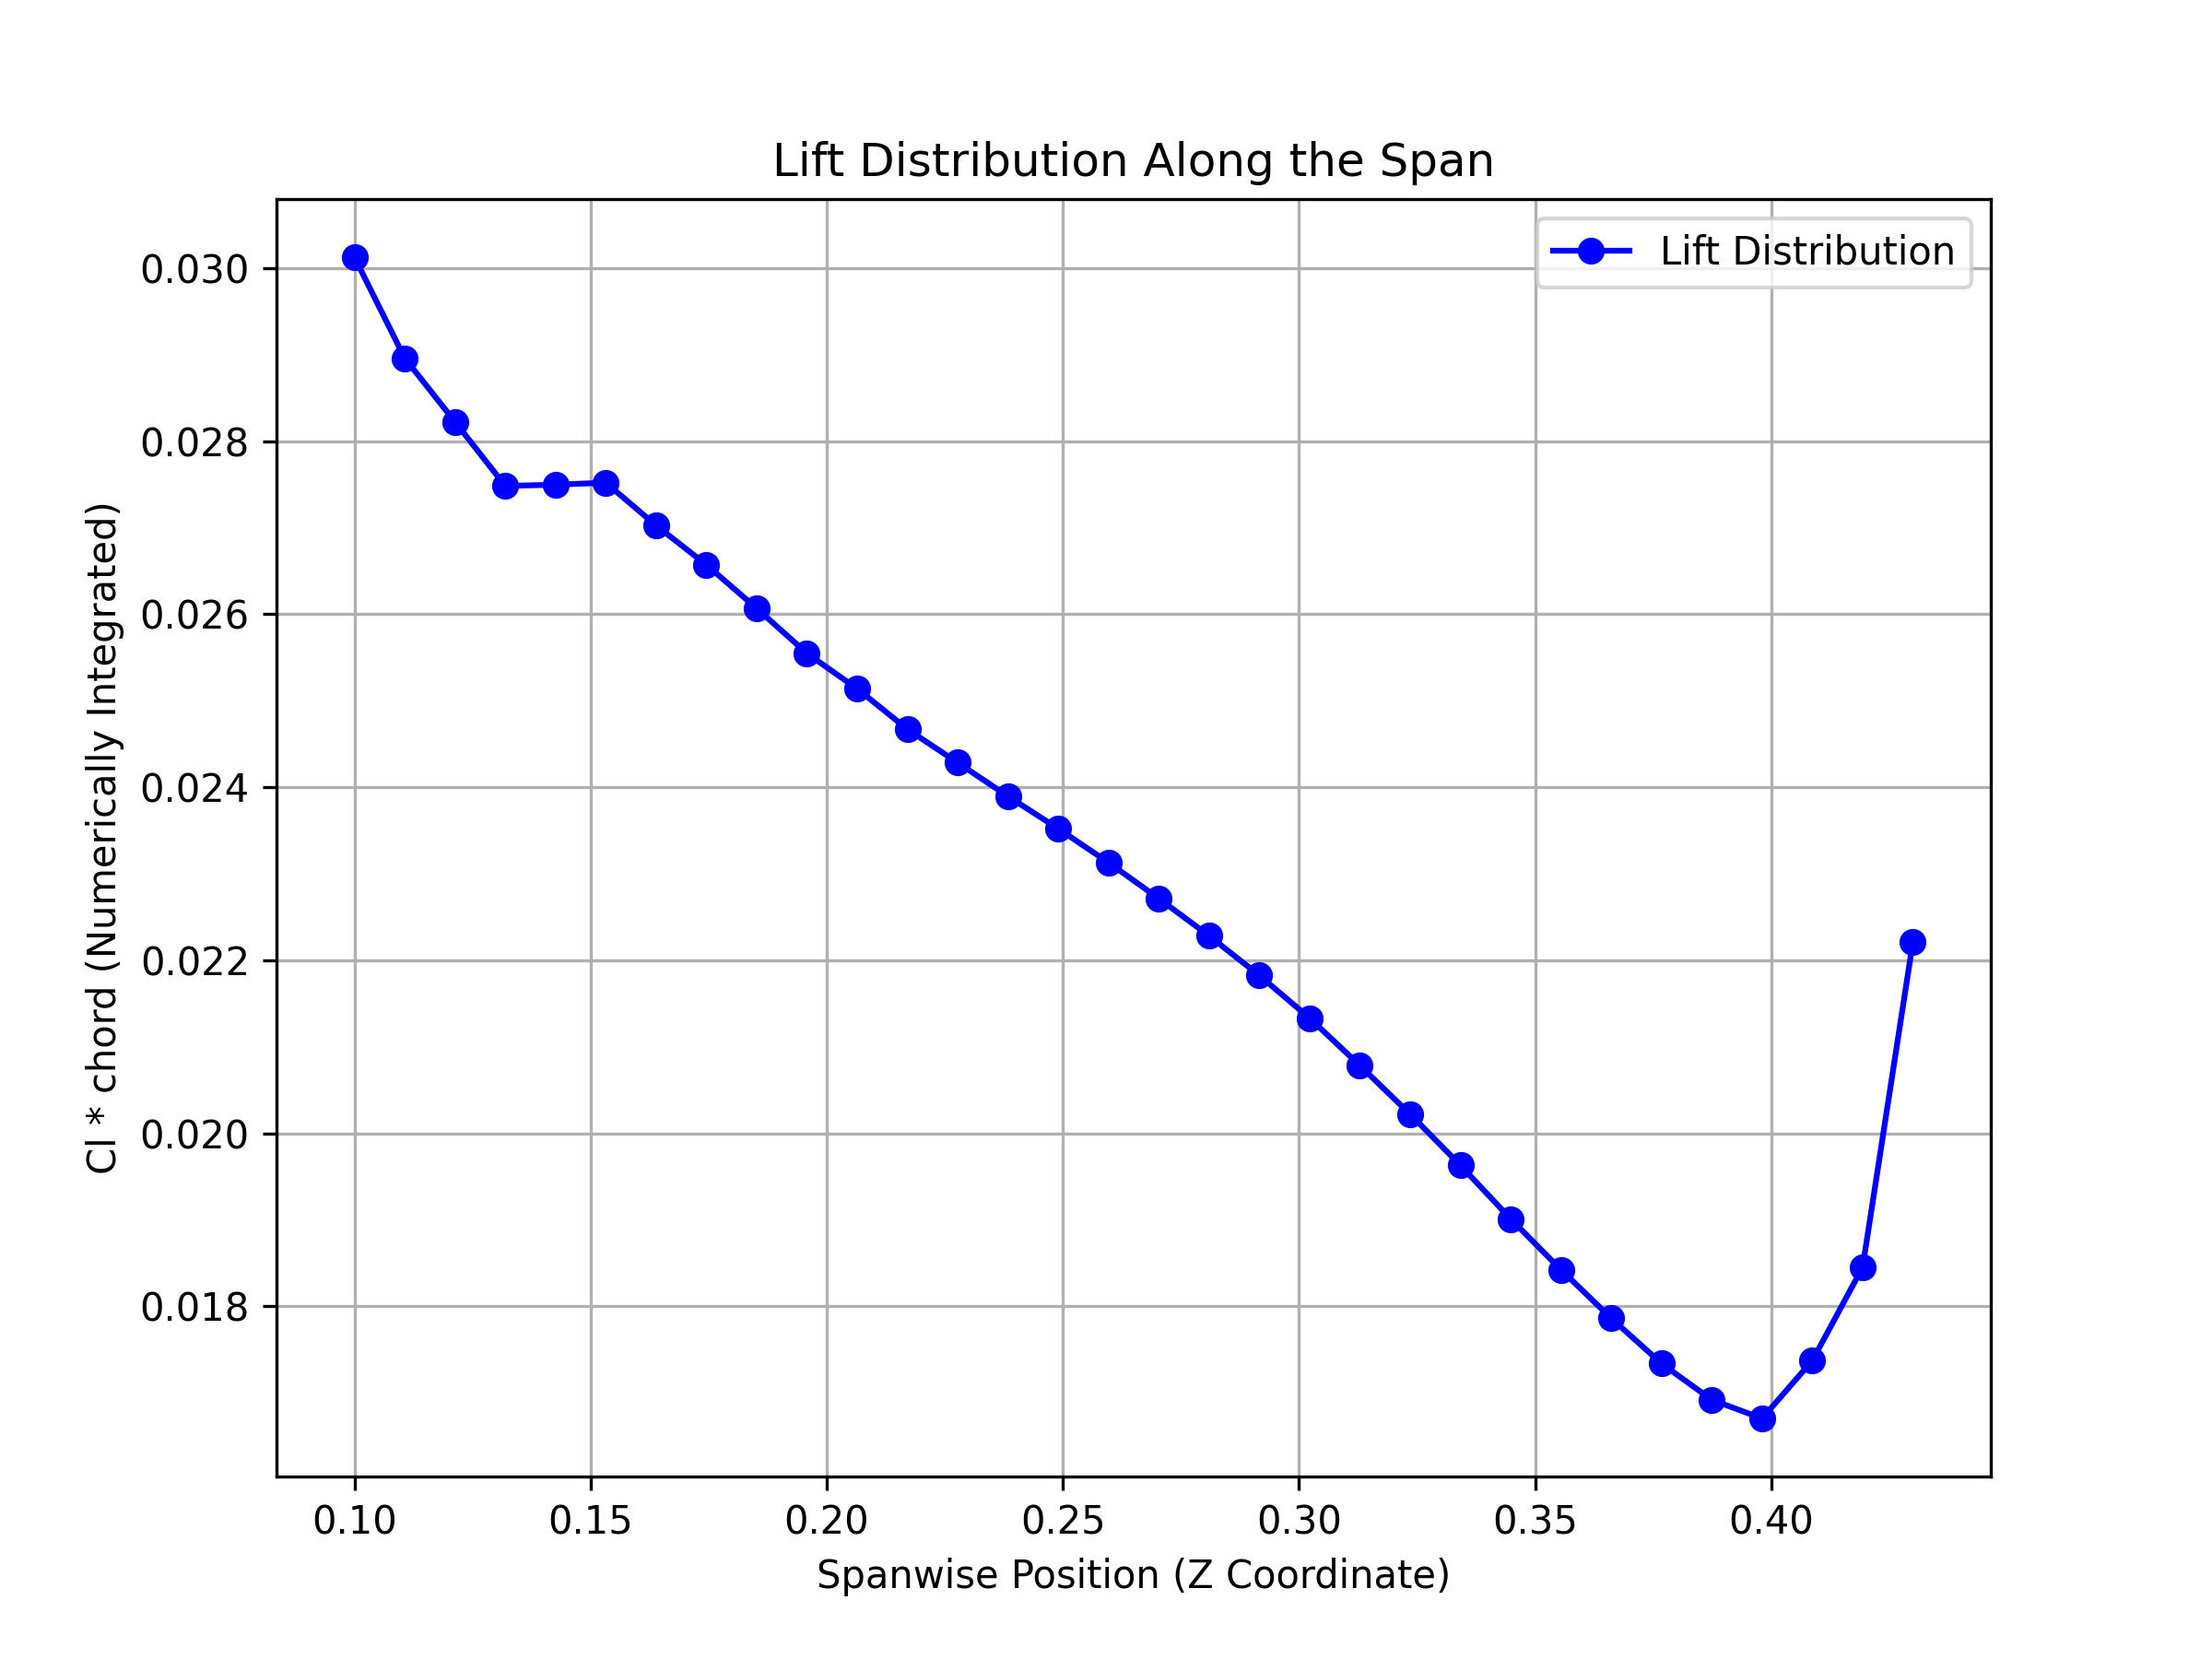 Lift Distribution Along the Span
Lift Distribution
Cl * chord (Numerically Integrated)
0.030
0.028
0.026
0.024
0.022
0.020
0.018
0.10 0.15 0.20 0.25 0.30 0.35 0.40
Spanwise Position (Z Coordinate)